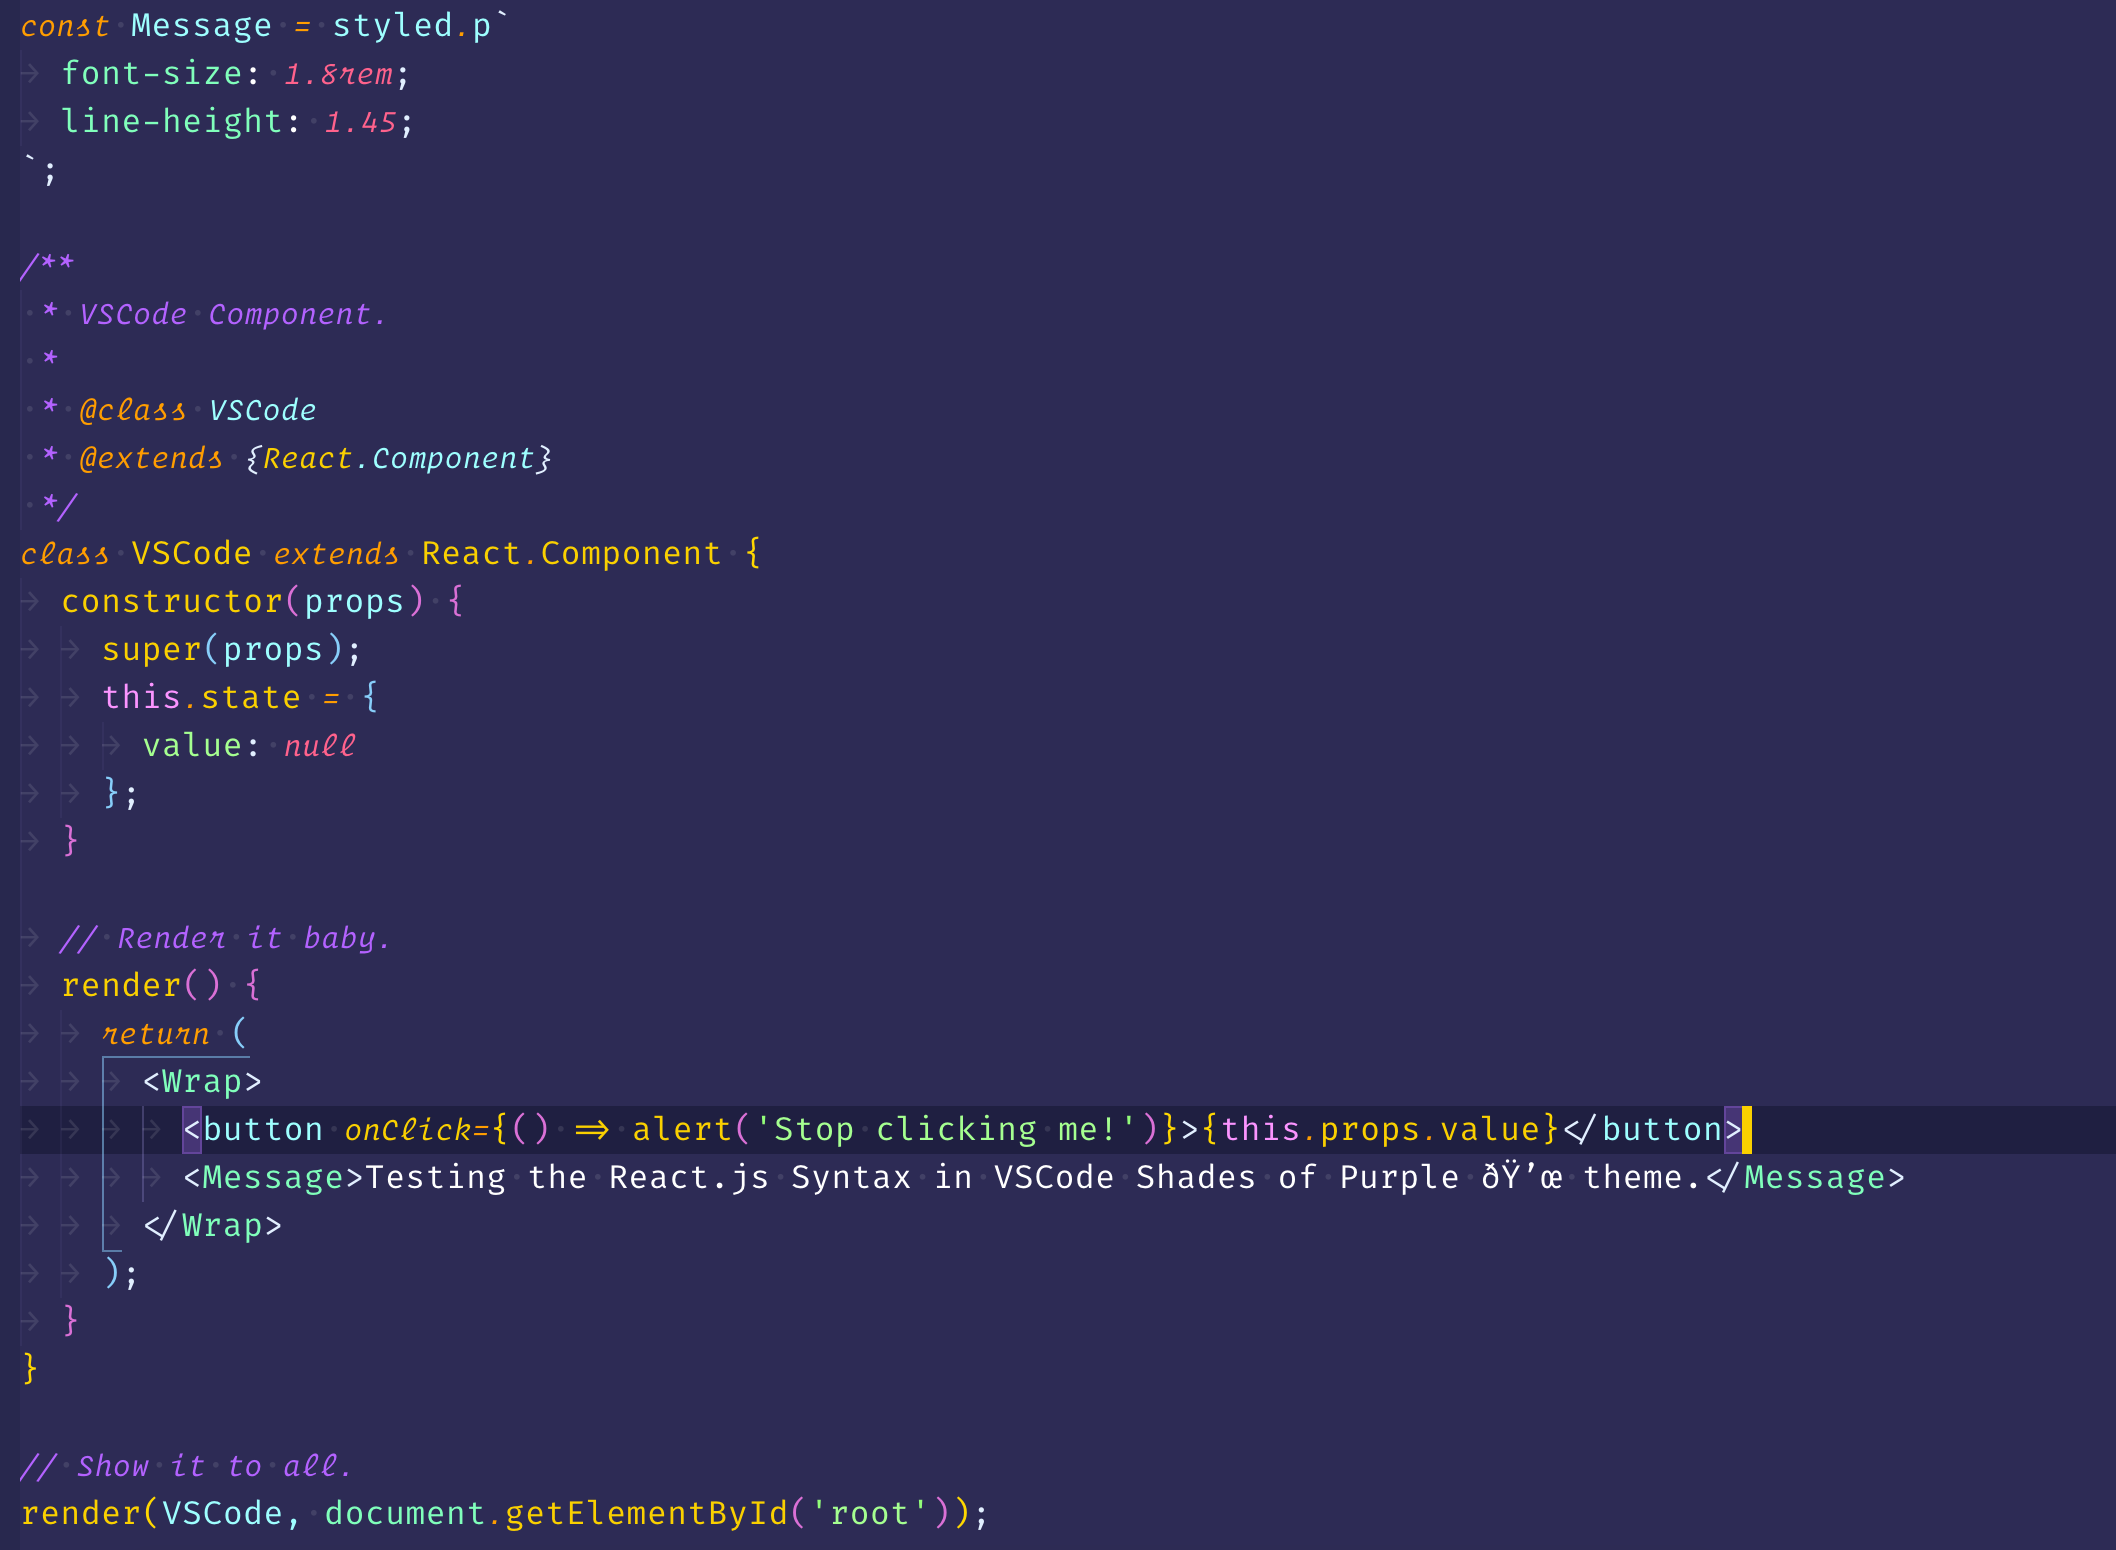 const Message = styled.p`
font-size: 1.8rem;
line-height: 1.45;
`;
/**
* VSCode Component.
*
* @class VSCode
* @extends {React.Component}
*/
class VSCode extends React.Component {
constructor(props) {
super(props);
this.state = {
value: null
};
}
// Render it baby.
render() {
return (
<Wrap>
<button onClick={() => alert('Stop clicking me!')}>{this.props.value}</button>
<Message>Testing the React.js Syntax in VSCode Shades of Purple ðŸ’œ theme.</Message>
</Wrap>
);
}
}
// Show it to all.
render(VSCode, document.getElementById('root'));